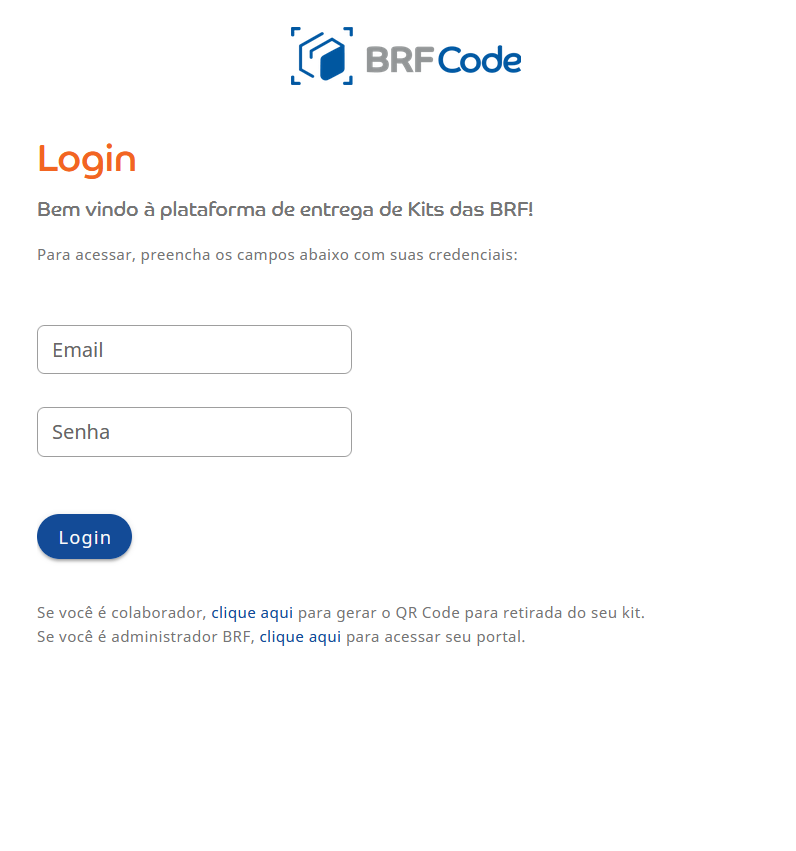 BRF Code
Login
Bem vindo à plataforma de entrega de Kits das BRF!
Para acessar, preencha os campos abaixo com suas credenciais:
Email
Senha
Login
Se você é colaborador, clique aqui para gerar o QR Code para retirada do seu kit.
Se você é administrador BRF, clique aqui para acessar seu portal.